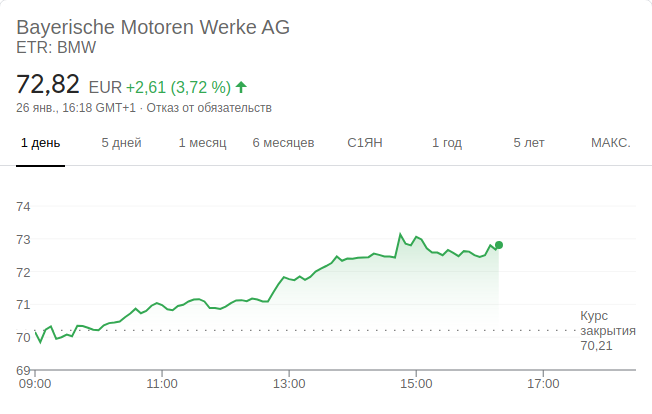 Bayerische Motoren Werke AG
ETR: BMW
72,82 EUR +2,61 (3,72 %)
26 янв., 16:18 GMT+1 · Отказ от обязательств
1 день 5 дней 1 месяц 6 месяцев С1ЯН 1 год 5 лет МАКС.
74
73
72
71
Курс
закрытия
70,21
70
69
09:00 11:00 13:00 15:00 17:00